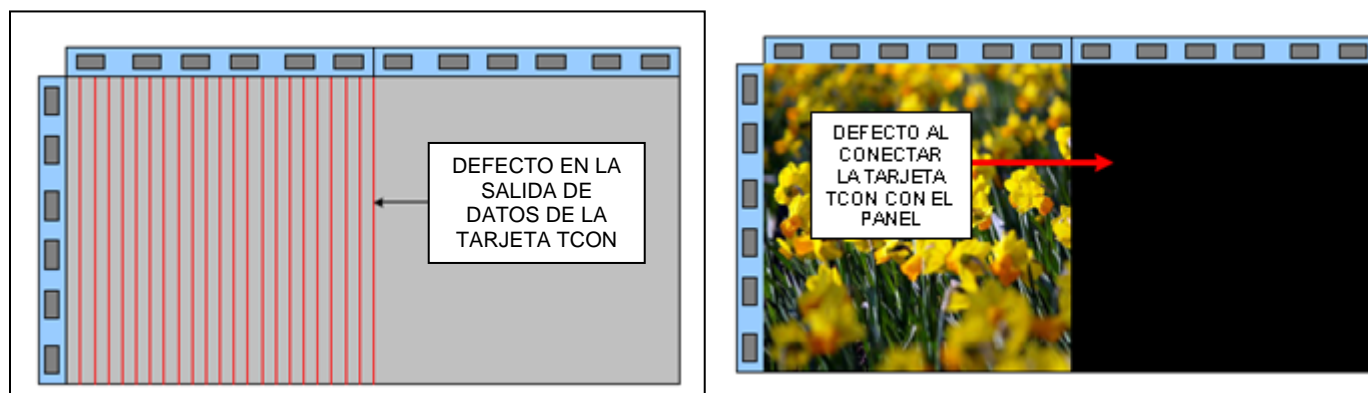 DEFECTO EN LA
SALIDA DE
DATOS DE LA
TARJETA TCON
DEFECTO AL
CONECTAR
LA TARJETA
TCON CON EL
PANEL